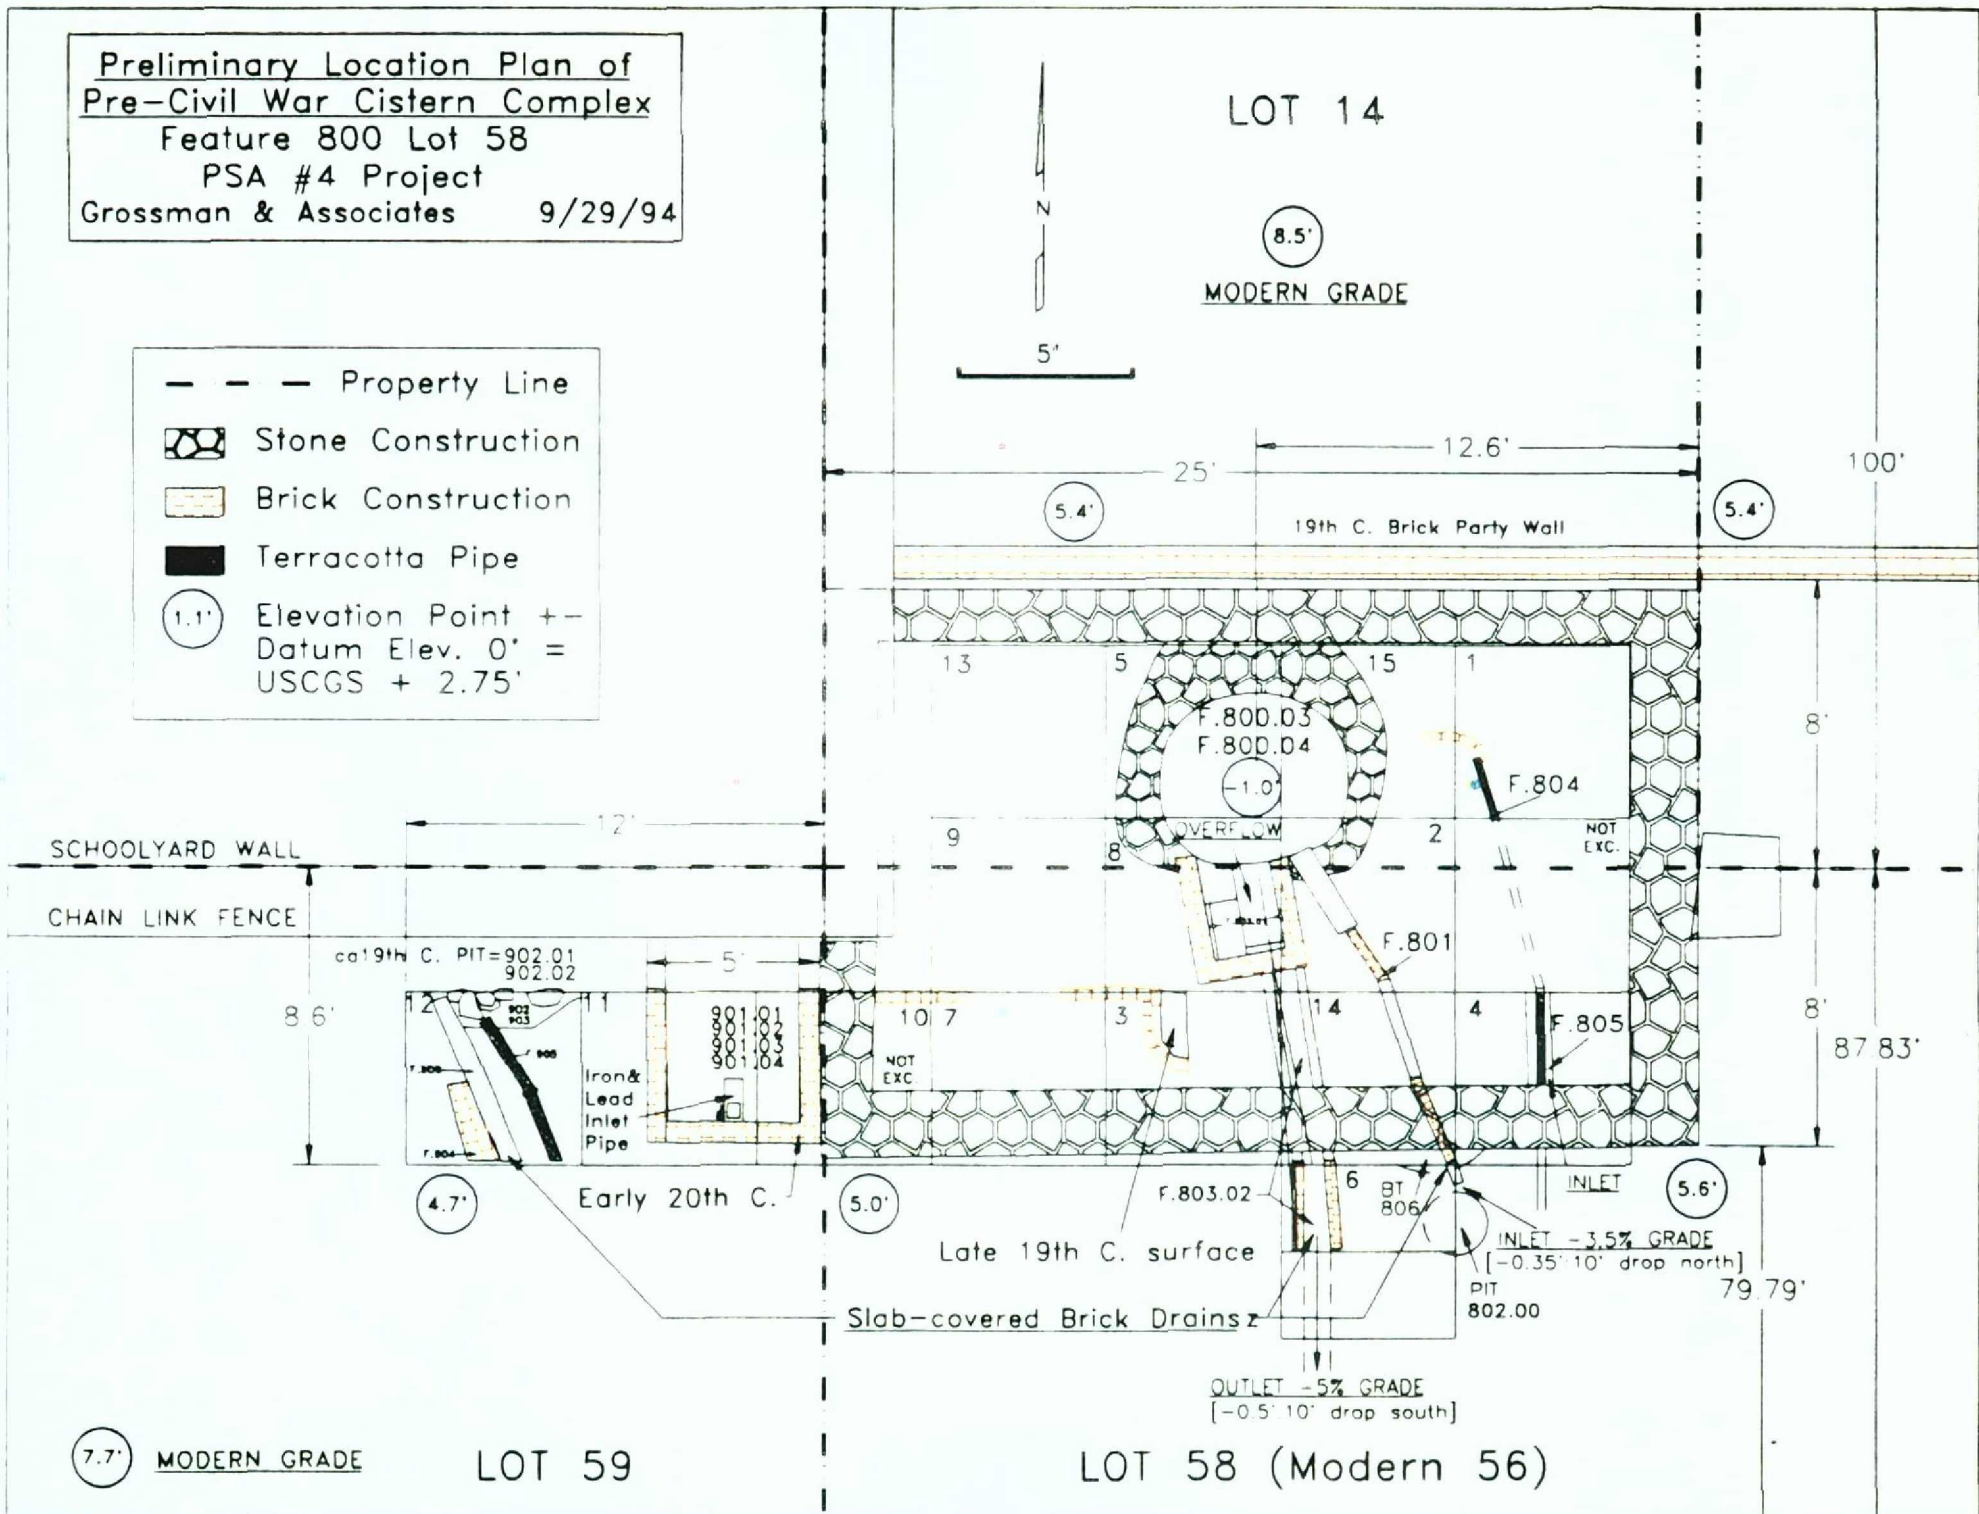 Preliminary Location Plan of
Pre-Civil War Cistern Complex
Feature 800 Lot 58
PSA #4 Project
Grossman & Associates 9/29/94
LOT 14
N
8.5'
MODERN GRADE
5'
Property Line
Stone Construction
Brick Construction
Terracotta Pipe
1.1' Elevation Point +-
Datum Elev. 0' =
USCGS + 2.75'
12.6'
25'
100'
5.4'
5.4'
19th C. Brick Party Wall
13
5
15
1
F.800.03
F.800.04
-1.0'
8'
F.804
OVERFLOW
12'
9
8
2
NOT
EXC.
SCHOOLYARD WALL
CHAIN LINK FENCE
F.801
ca19th C. PIT=902.01
902.02
5'
8.6'
12
902
903
11
901.01
901.02
901.03
901.04
10
7
3
14
4
F.805
8'
87.83'
NOT
EXC.
Iron&
Lead
Inlet
Pipe
F.904
4.7'
Early 20th C.
5.0'
F.803.02
6
BT
806
INLET
5.6'
Late 19th C. surface
INLET -3.5% GRADE
[-0.35':10' drop north]
PIT
802.00
79.79'
Slab-covered Brick Drains
OUTLET -5% GRADE
[-0.5':10' drop south]
7.7' MODERN GRADE
LOT 59
LOT 58 (Modern 56)